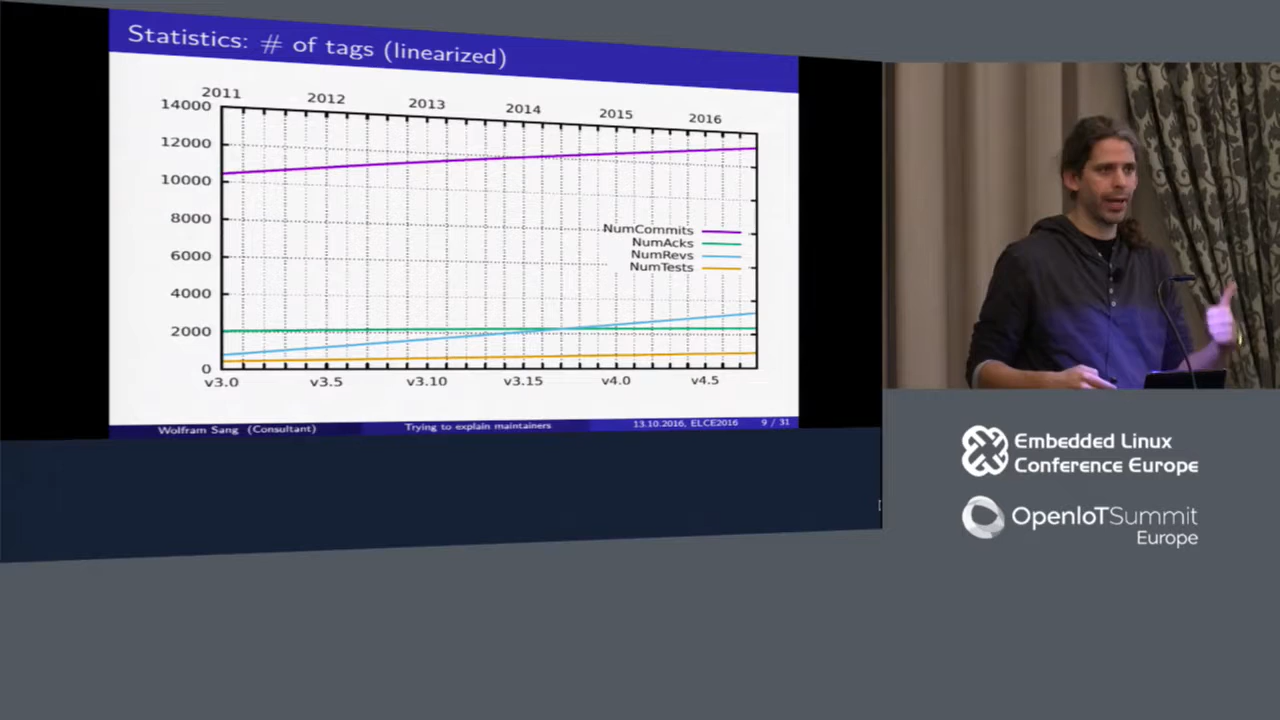 Statistics: # of tags (linearized)
2011 2012 2013 2014 2015 2016
14000
12000
10000
8000
6000
4000
2000
0
NumCommits
NumAcks
NumRevs
NumTests
v3.0 v3.5 v3.10 v3.15 v4.0 v4.5
Wolfram Sang (Consultant) Trying to explain maintainers 13.10.2016, ELCE2016 9 / 31
Embedded Linux
Conference Europe
OpenIoTSummit
Europe